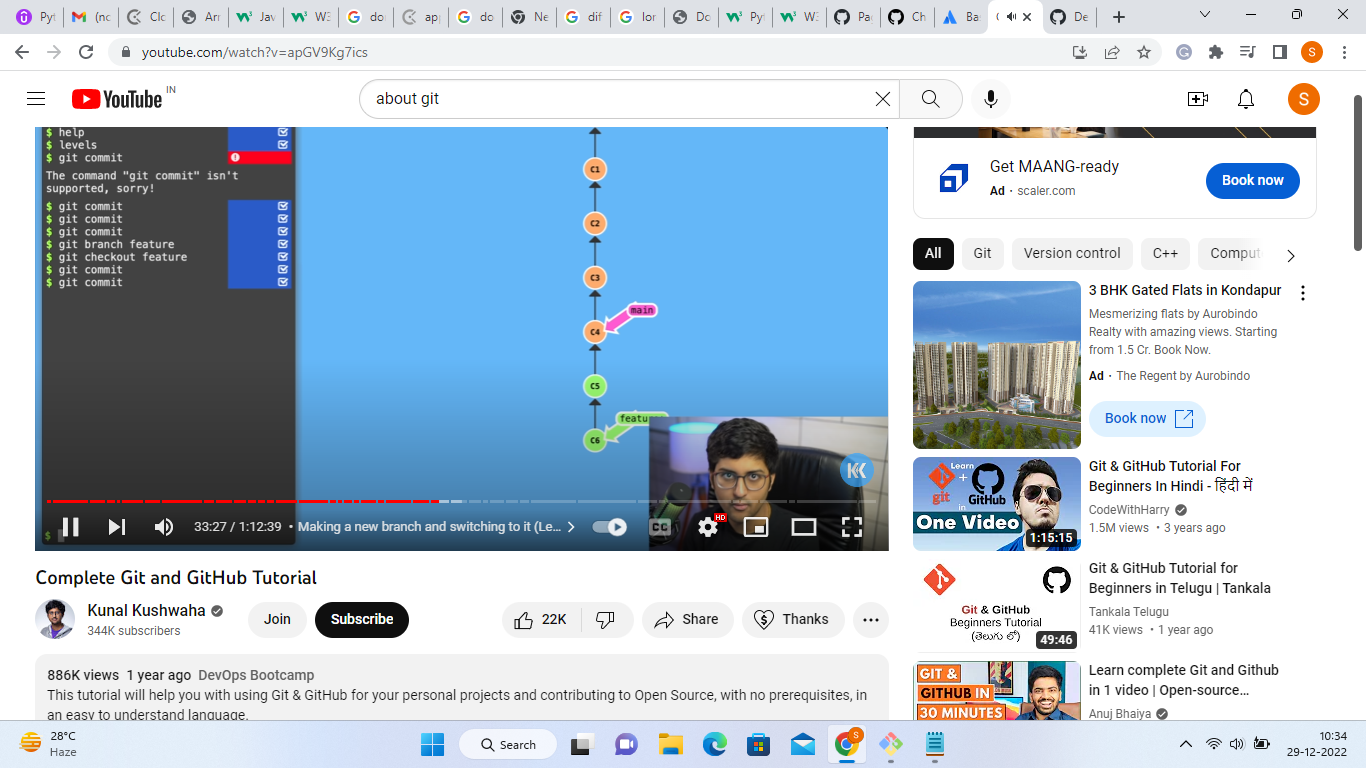 Pyt
M (nc
Clo
Arr
Jav
W3
do
app
do
Ne
dif
lor
Do
Pyt
W3
Pac
Ch
Ba
De
youtube.com/watch?v=apGV9Kg7ics
S
YouTube IN
about git
S
$ help
$ levels
$ git commit
The command "git commit" isn't
supported, sorry!
$ git commit
$ git commit
$ git commit
$ git branch feature
$ git checkout feature
$ git commit
$ git commit
$
C1
C2
C3
main
C4
C5
C6
33:27 / 1:12:39 • Making a new branch and switching to it (Le...
CC
HD
Complete Git and GitHub Tutorial
Kunal Kushwaha
344K subscribers
Join
Subscribe
22K
Share
Thanks
886K views 1 year ago DevOps Bootcamp
This tutorial will help you with using Git & GitHub for your personal projects and contributing to Open Source, with no prerequisites, in
an easy to understand language.
Get MAANG-ready
Ad · scaler.com
Book now
All
Git
Version control
C++
Comput
3 BHK Gated Flats in Kondapur
Mesmerizing flats by Aurobindo
Realty with amazing views. Starting
from 1.5 Cr. Book Now.
Ad · The Regent by Aurobindo
Book now
Learn
git
+
GitHub
in
One Video
1:15:15
Git & GitHub Tutorial For
Beginners In Hindi - हिंदी में
CodeWithHarry
1.5M views • 3 years ago
Git & GitHub
Beginners Tutorial
(తెలుగు లో)
49:46
Git & GitHub Tutorial for
Beginners in Telugu | Tankala
Tankala Telugu
41K views • 1 year ago
GIT &
GITHUB IN
30 MINUTES
Learn complete Git and Github
in 1 video | Open-source...
Anuj Bhaiya
28°C
Haze
Search
S
10:34
29-12-2022